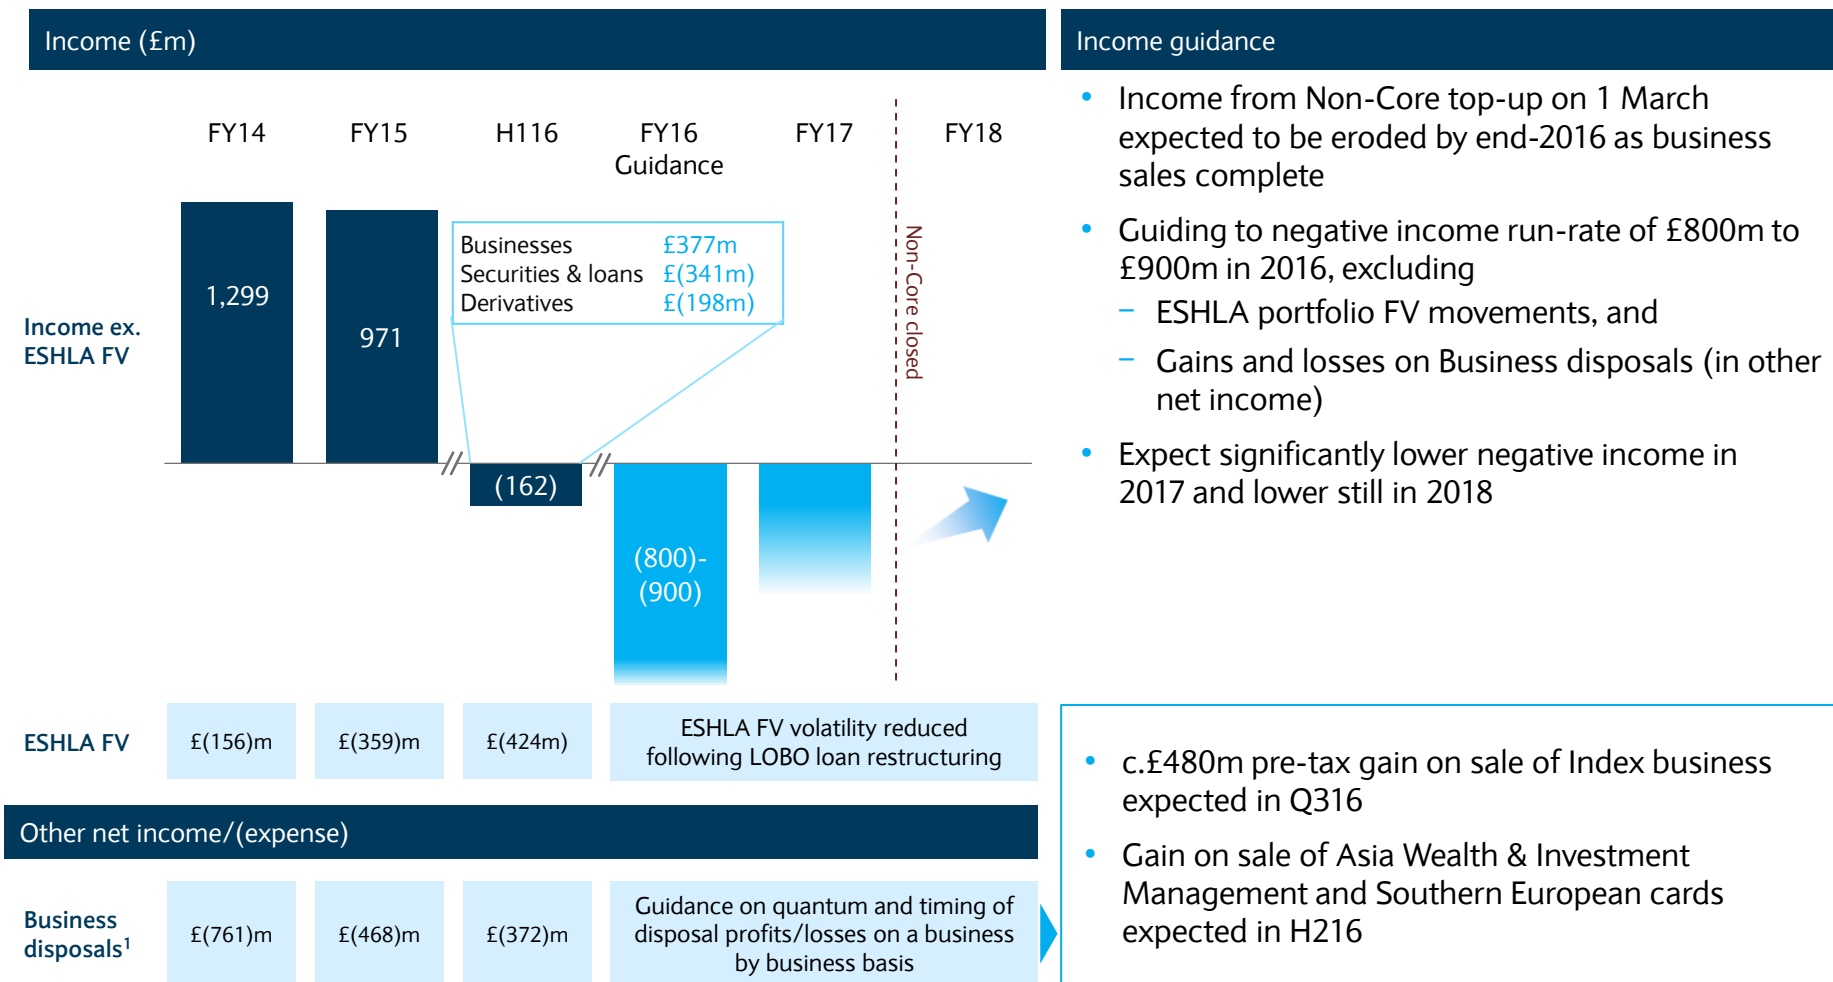 Income (£m)
FY14
FY15
H116
FY16
Guidance
FY17
FY18
Income ex.
ESHLA FV
1,299
971
Businesses £377m
Securities & loans £(341m)
Derivatives £(198m)
(162)
(800)-
(900)
Non-Core closed
ESHLA FV
£(156)m
£(359)m
£(424m)
ESHLA FV volatility reduced
following LOBO loan restructuring
Other net income/(expense)
Business
disposals1
£(761)m
£(468)m
£(372)m
Guidance on quantum and timing of
disposal profits/losses on a business
by business basis
Income guidance
• Income from Non-Core top-up on 1 March
expected to be eroded by end-2016 as business
sales complete
• Guiding to negative income run-rate of £800m to
£900m in 2016, excluding
– ESHLA portfolio FV movements, and
– Gains and losses on Business disposals (in other
net income)
• Expect significantly lower negative income in
2017 and lower still in 2018
• c.£480m pre-tax gain on sale of Index business
expected in Q316
• Gain on sale of Asia Wealth & Investment
Management and Southern European cards
expected in H216